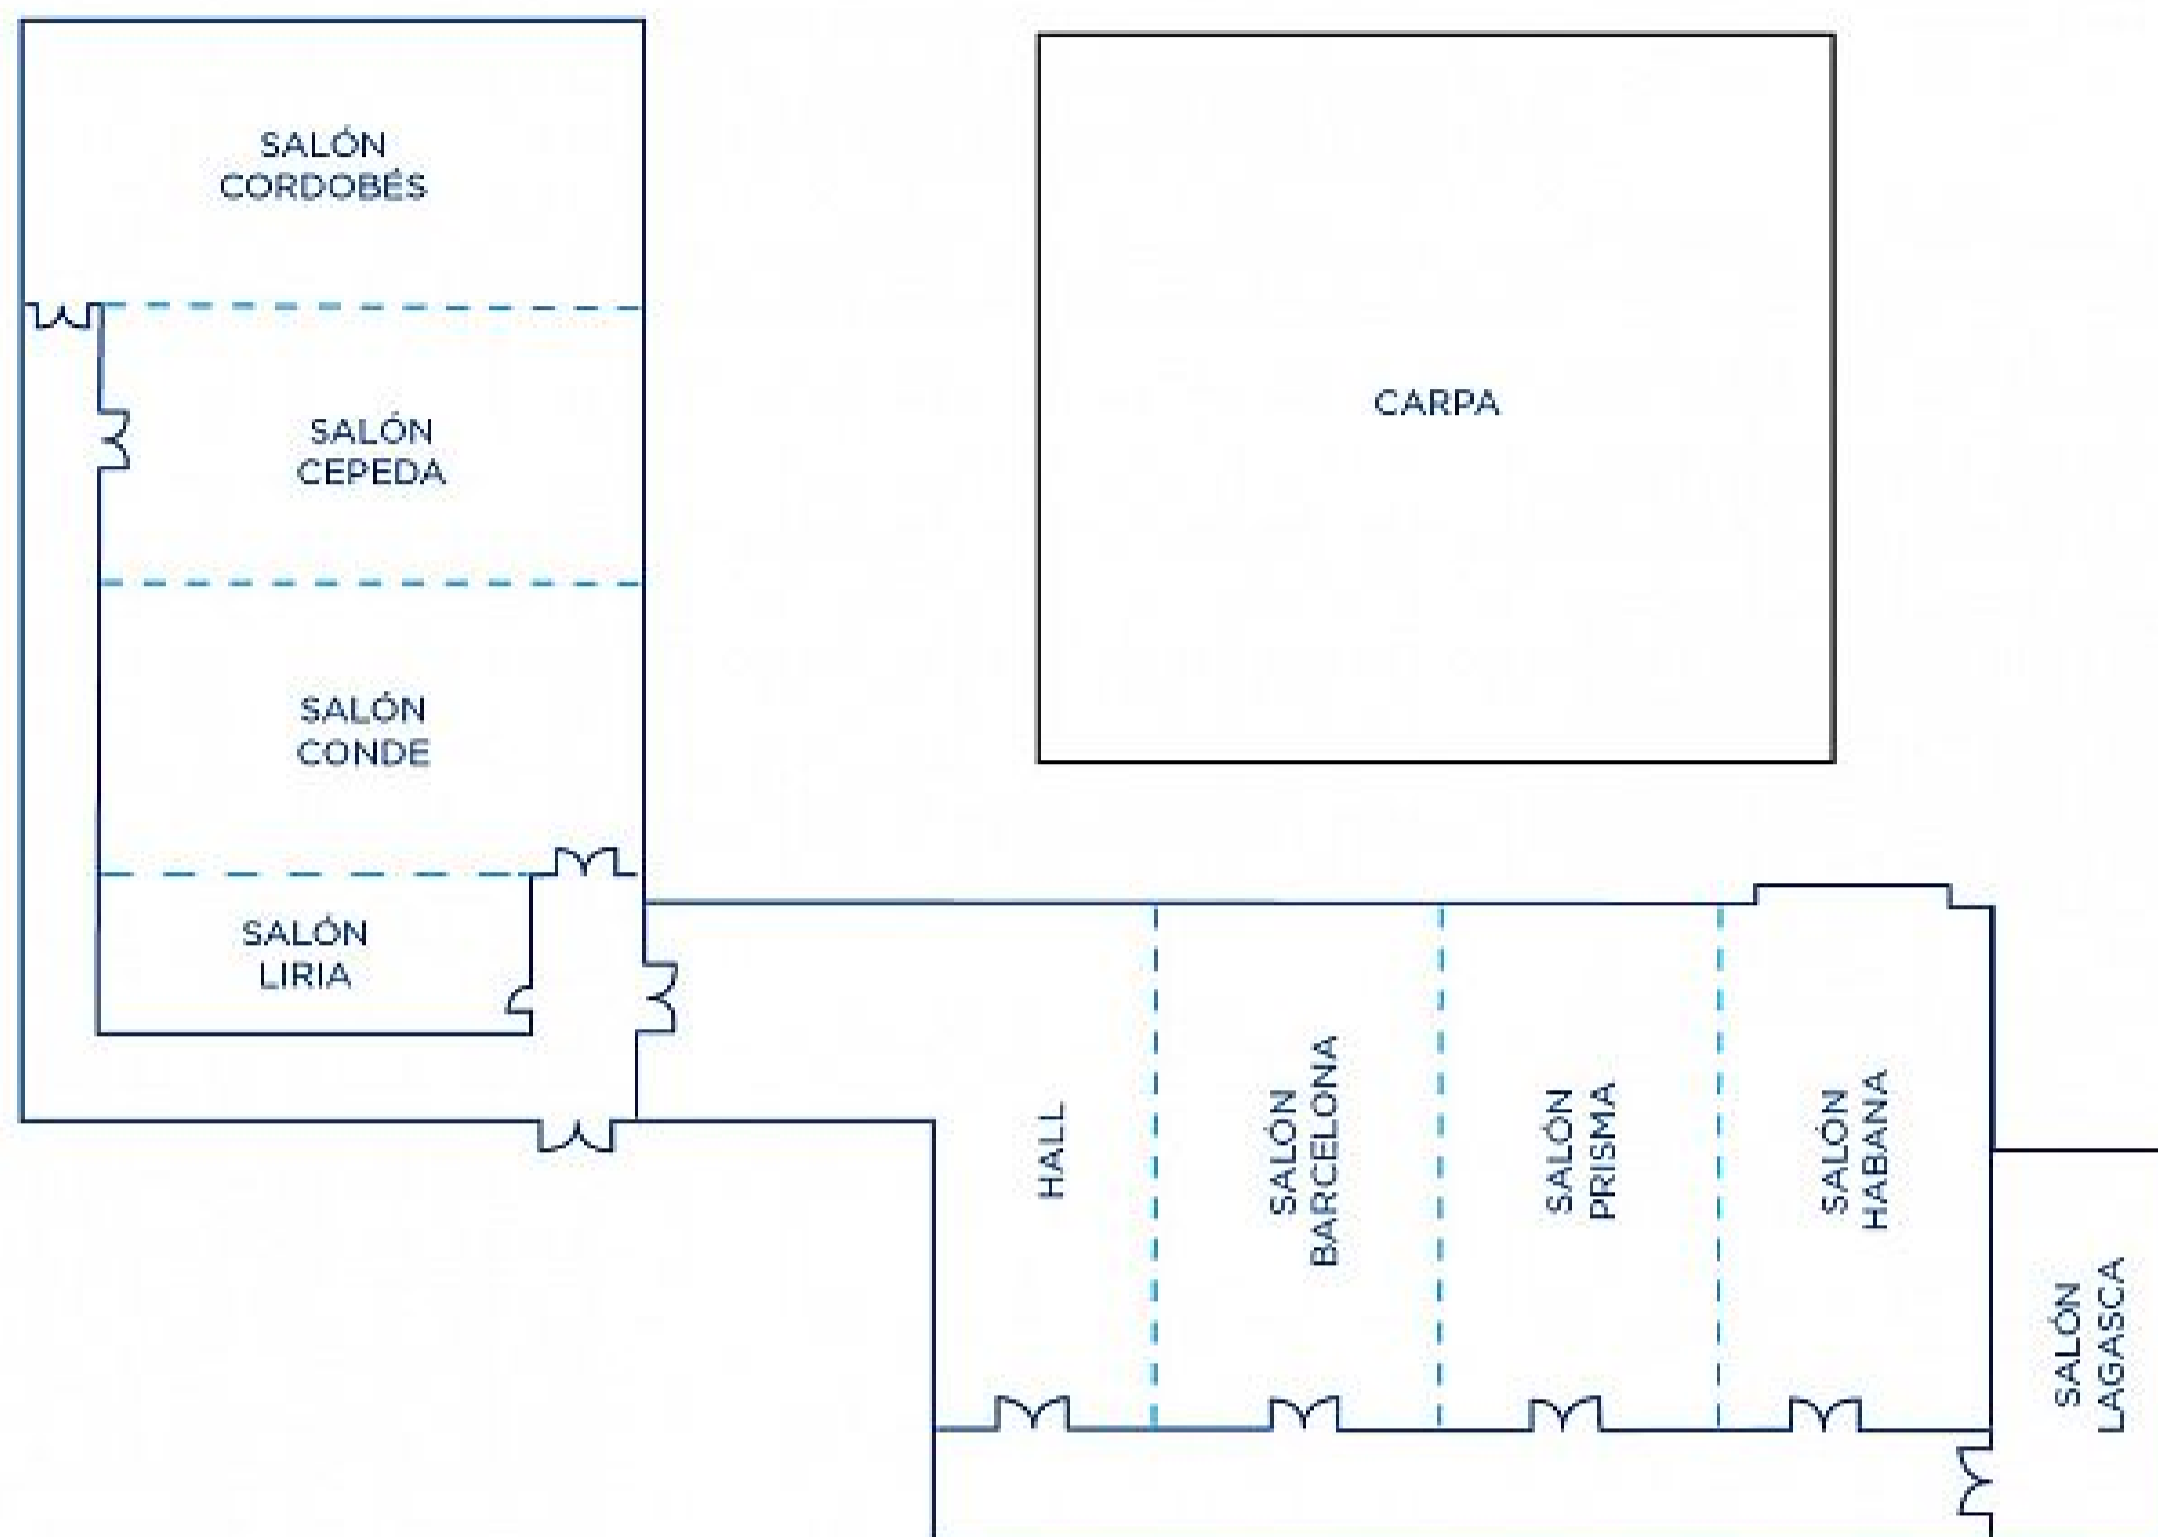 SALÓN
CORDOBÉS
CARPA
SALÓN
CEPEDA
SALÓN
CONDE
SALÓN
LIRIA
HALL
SALÓN
BARCELONA
SALÓN
PRISMA
SALÓN
HABANA
SALÓN
LAGASCA